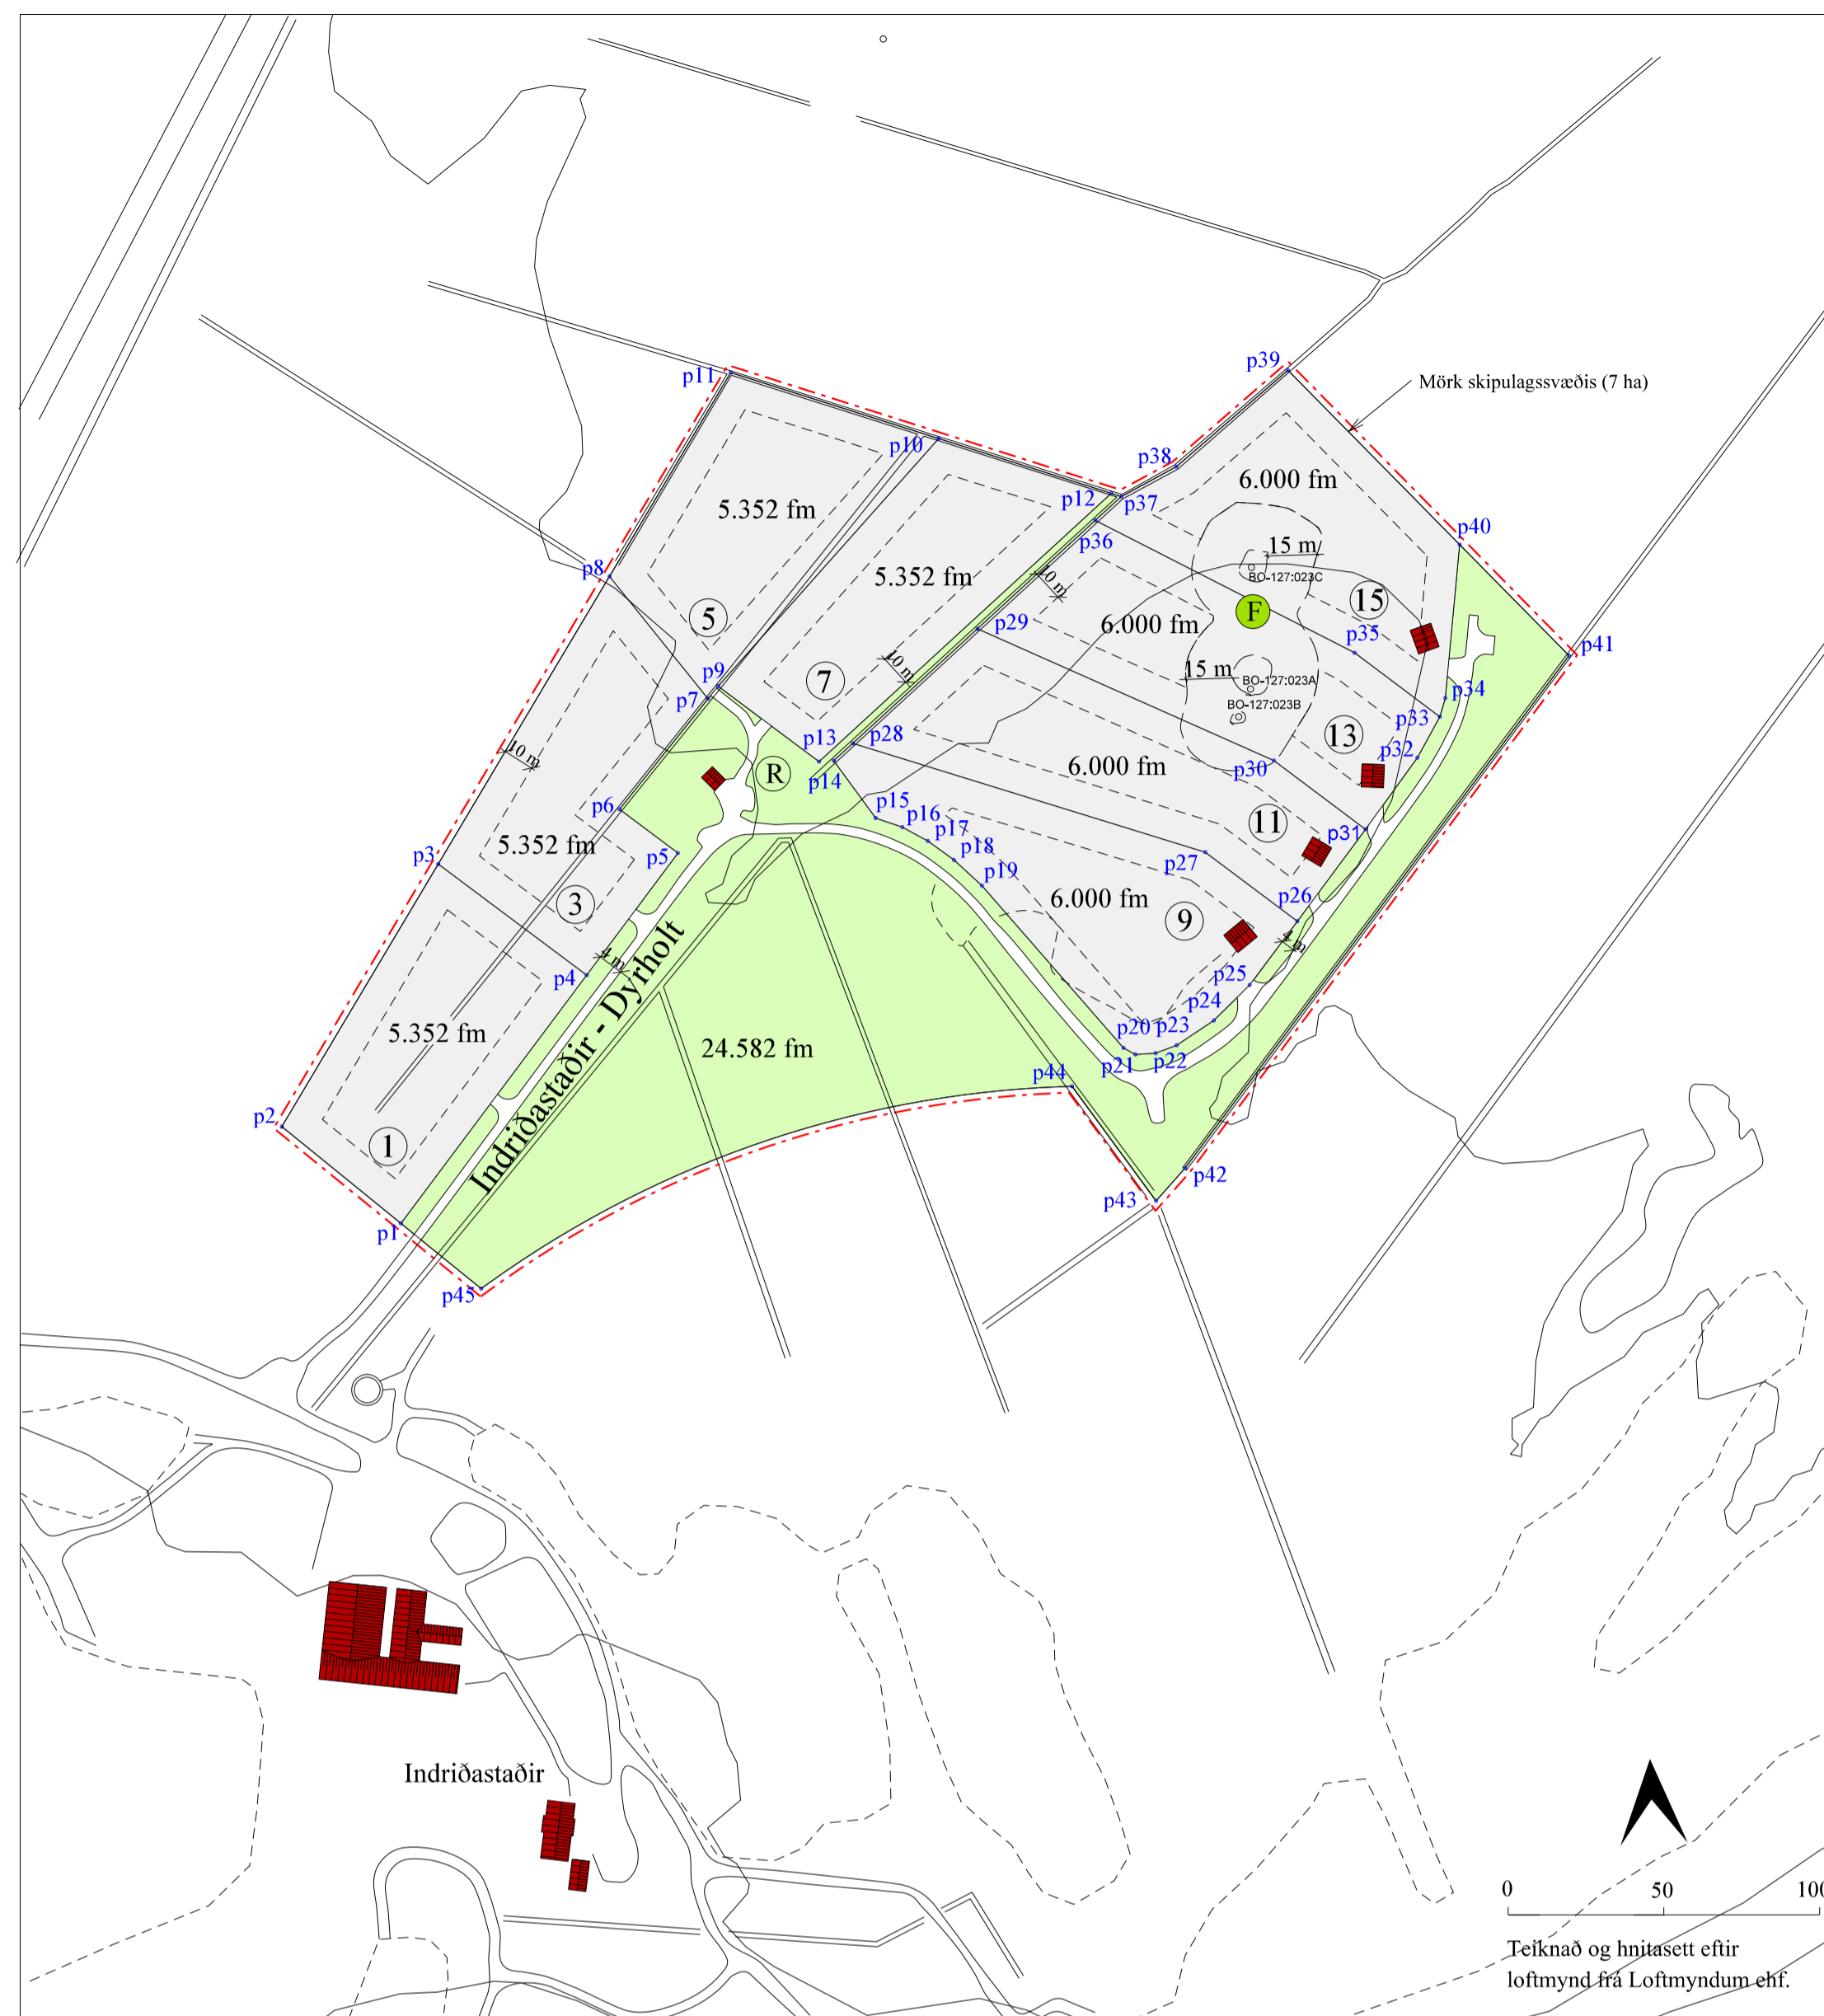 p39
Mörk skipulagssvæðis (7 ha)
p11
p10
p38
6.000 fm
5.352 fm
p12
p37
p40
p36
15 m
BO-127:023C
p8
5.352 fm
10 m
15
F
5
6.000 fm
p29
p35
p41
10 m
15 m
BO-127:023A
p9
7
p7
p34
BO-127:023B
p33
13
p28
p13
p32
10 m
R
p14
6.000 fm
p30
p6
p15
p16
11
p31
p17
5.352 fm
p18
p3
p5
p27
p19
6.000 fm
p26
3
9
4 m
4 m
p4
p25
p24
5.352 fm
p20
p23
24.582 fm
p21
p22
p44
Indriðastaðir - Dyrholt
p2
1
p42
p43
p1
p45
Indriðastaðir
0 50 100
Teiknað og hnitasett eftir
loftmynd frá Loftmyndum ehf.